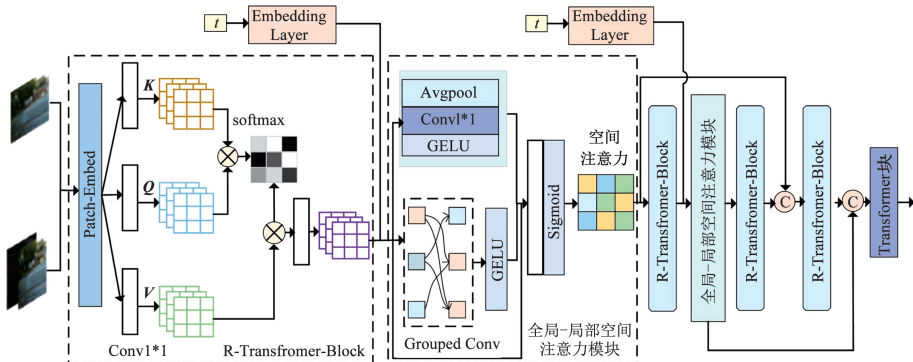 t
Embedding
Layer
t
Embedding
Layer
Patch-Embed
K
softmax
Q
V
Conv1*1
R-Transfromer-Block
Avgpool
Conv1*1
GELU
GELU
Grouped Conv
Sigmoid
空间
注意力
全局-局部空间
注意力模块
R-Transfromer-Block
全局-局部空间注意力模块
R-Transfromer-Block
C
R-Transfromer-Block
C
Transformer块